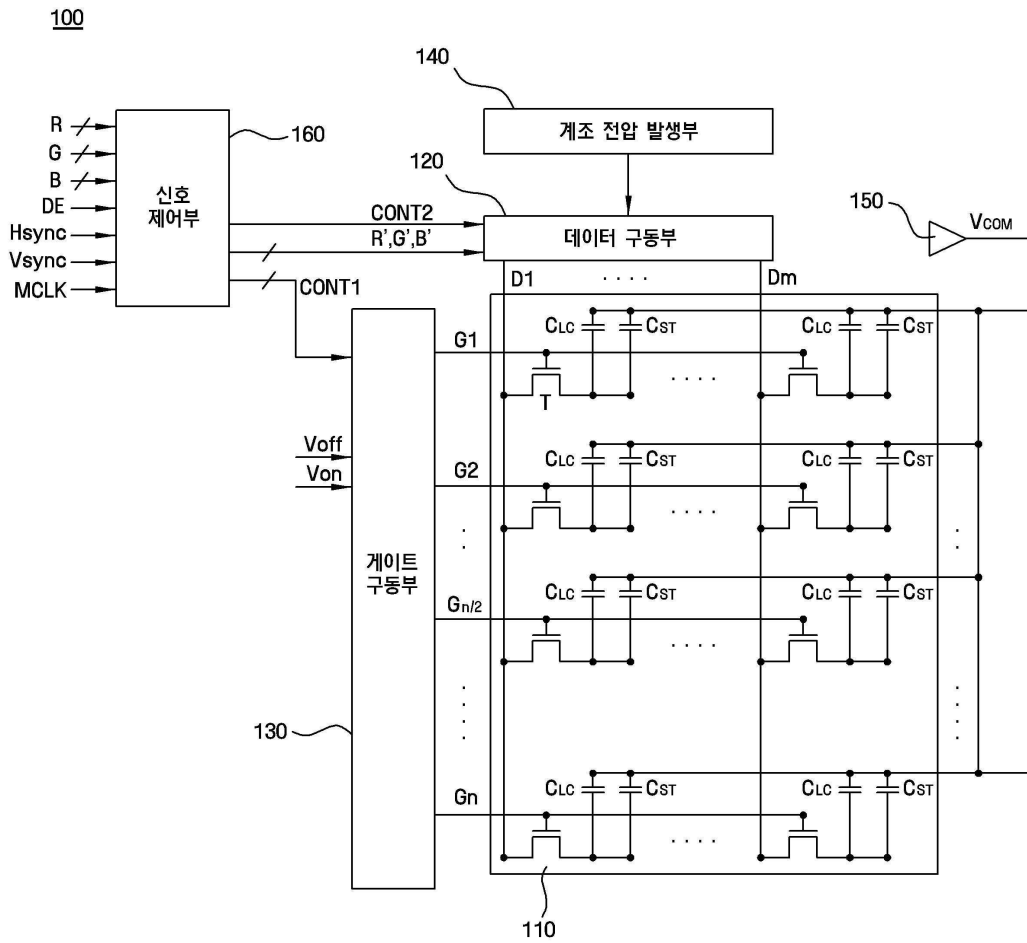 100
140
계조 전압 발생부
R
G
B
DE
Hsync
Vsync
MCLK
160
신호
제어부
120
데이터 구동부
CONT2
R',G',B'
CONT1
150
VCOM
D1
Dm
G1
CLC
CST
CLC
CST
T
Voff
Von
G2
CLC
CST
CLC
CST
게이트
구동부
Gn/2
CLC
CST
CLC
CST
130
Gn
CLC
CST
CLC
CST
110